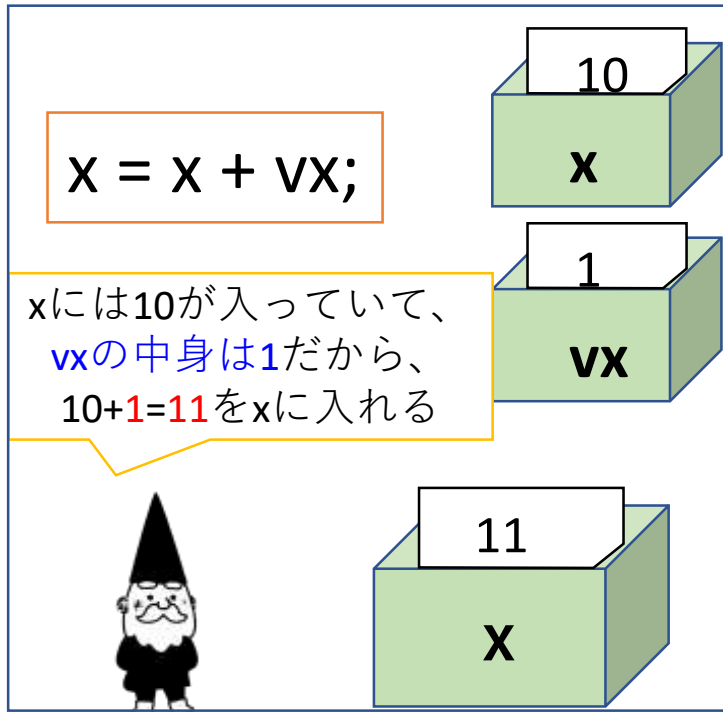 10
x
x = x + vx;
1
vx
xには10が入っていて、
vxの中身は1だから、
10+1=11をxに入れる
11
x